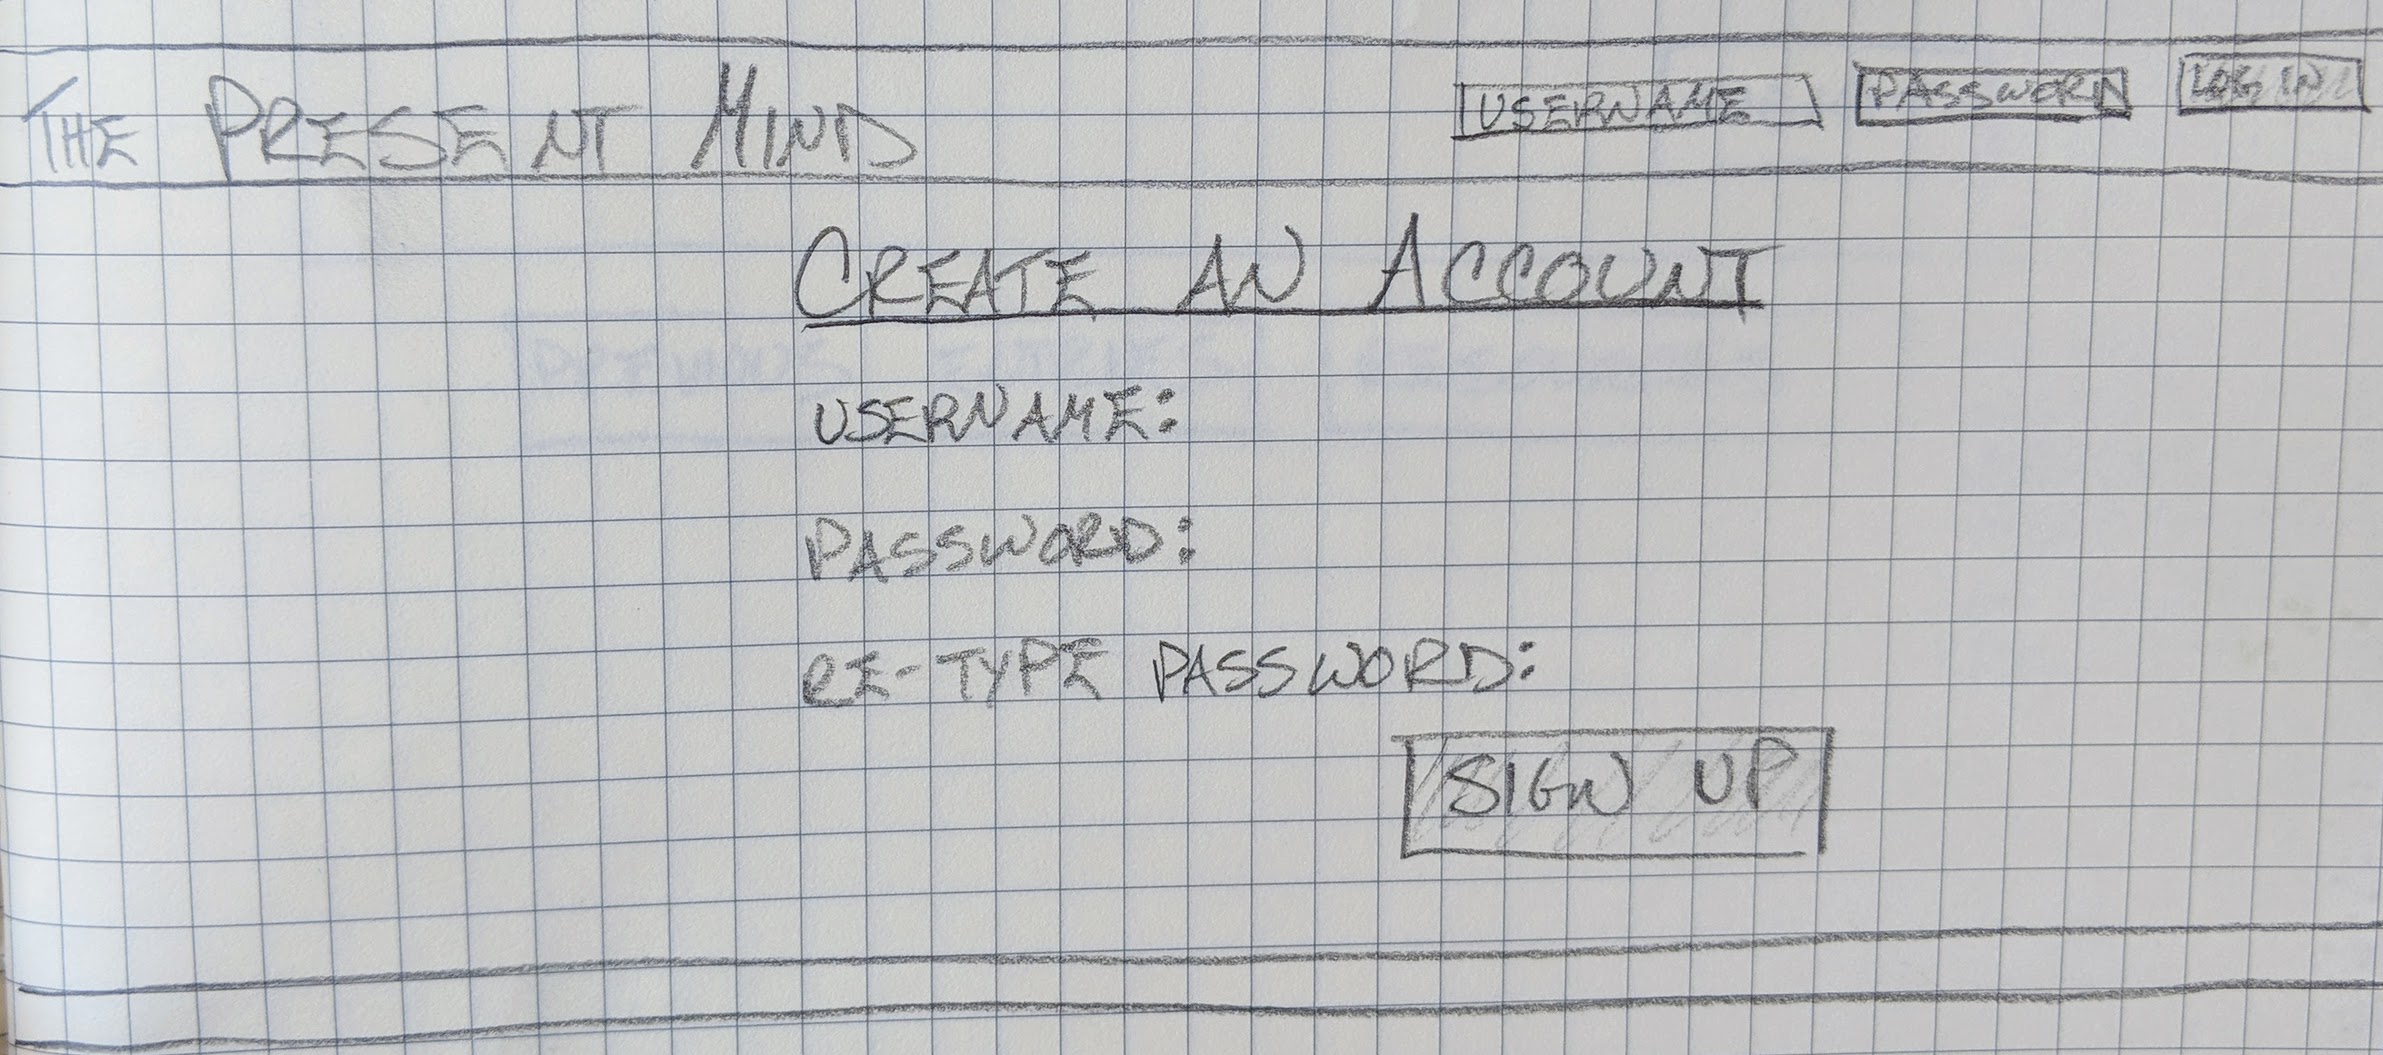 THE PRESENT MIND USERNAME PASSWORD LOG IN
CREATE AN ACCOUNT
USERNAME:
PASSWORD:
RE-TYPE PASSWORD:
SIGN UP